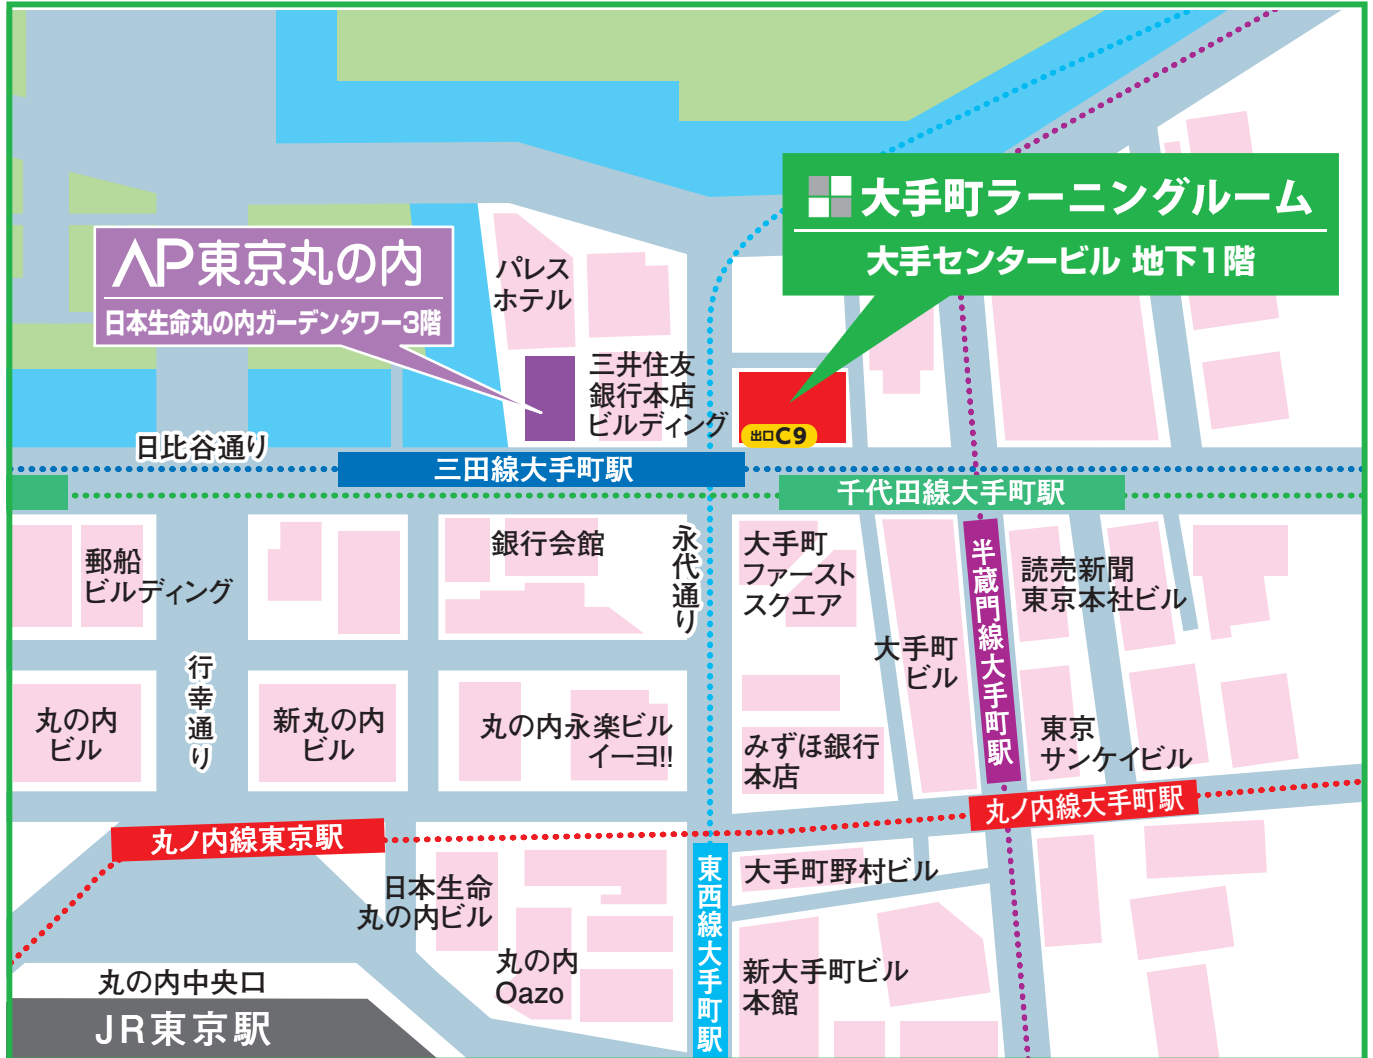 大手町ラーニングルーム
大手センタービル 地下1階
AP東京丸の内
日本生命丸の内ガーデンタワー3階
パレス
ホテル
三井住友
銀行本店
ビルディング
出口C9
日比谷通り
三田線大手町駅
千代田線大手町駅
郵船
ビルディング
銀行会館
永代通り
大手町
ファースト
スクエア
半蔵門線大手町駅
読売新聞
東京本社ビル
大手町
ビル
行幸通り
丸の内
ビル
新丸の内
ビル
丸の内永楽ビル
イーヨ!!
みずほ銀行
本店
東京
サンケイビル
丸ノ内線大手町駅
丸ノ内線東京駅
日本生命
丸の内ビル
東西線大手町駅
大手町野村ビル
丸の内
Oazo
新大手町ビル
本館
丸の内中央口
JR東京駅